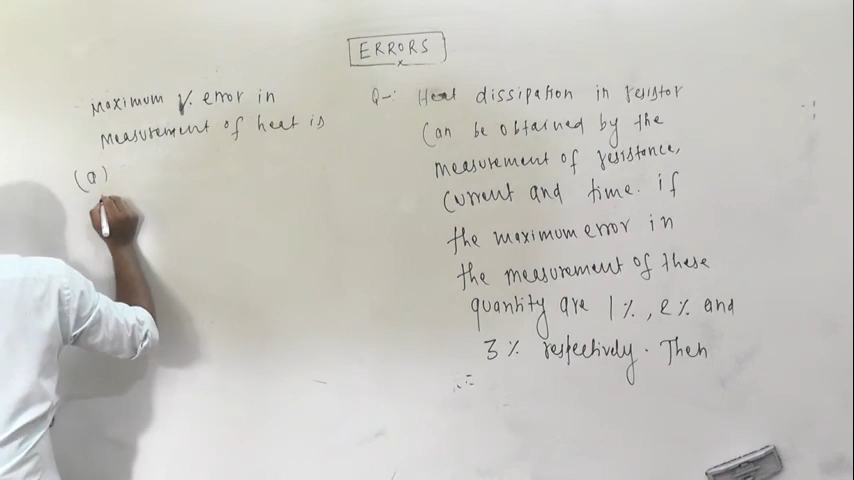 ERRORS
Q-: Heat dissipation in resistor
Can be obtained by the
measurement of resistance,
Current and time. if
the maximum error in
the measurement of these
quantity are 1%, 2% and
3% respectively. Then
maximum % error in
measurement of heat is
(a)